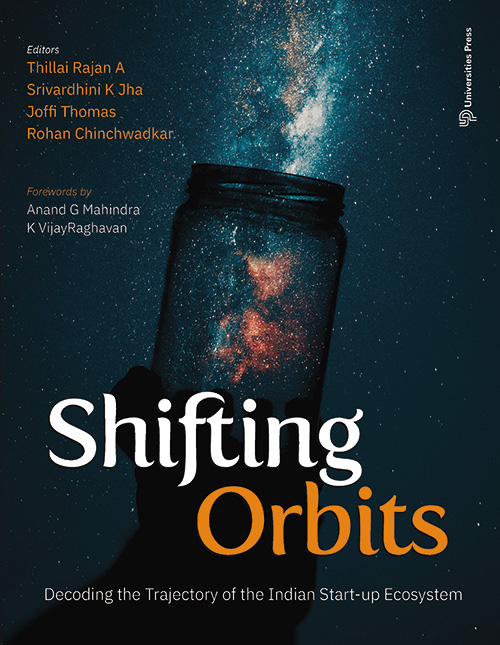 Editors
Thillai Rajan A
Srivardhini K Jha
Joffi Thomas
Rohan Chinchwadkar
Universities Press
Forewords by
Anand G Mahindra
K VijayRaghavan
Shifting
Orbits
Decoding the Trajectory of the Indian Start-up Ecosystem